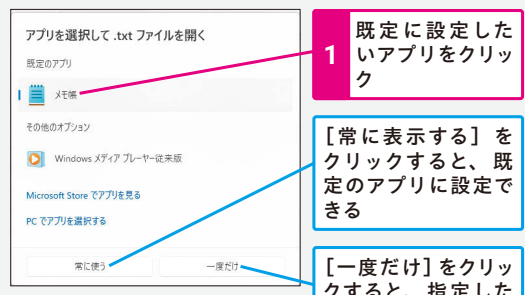 アプリを選択して .txt ファイルを開く
既定のアプリ
メモ帳
その他のオプション
Windows メディア プレーヤー従来版
Microsoft Store でアプリを見る
PC でアプリを選択する
常に使う
一度だけ
1
既定に設定した
いアプリをクリッ
ク
［常に表示する］を
クリックすると、既
定のアプリに設定で
きる
［一度だけ］をクリッ
クすると、指定した